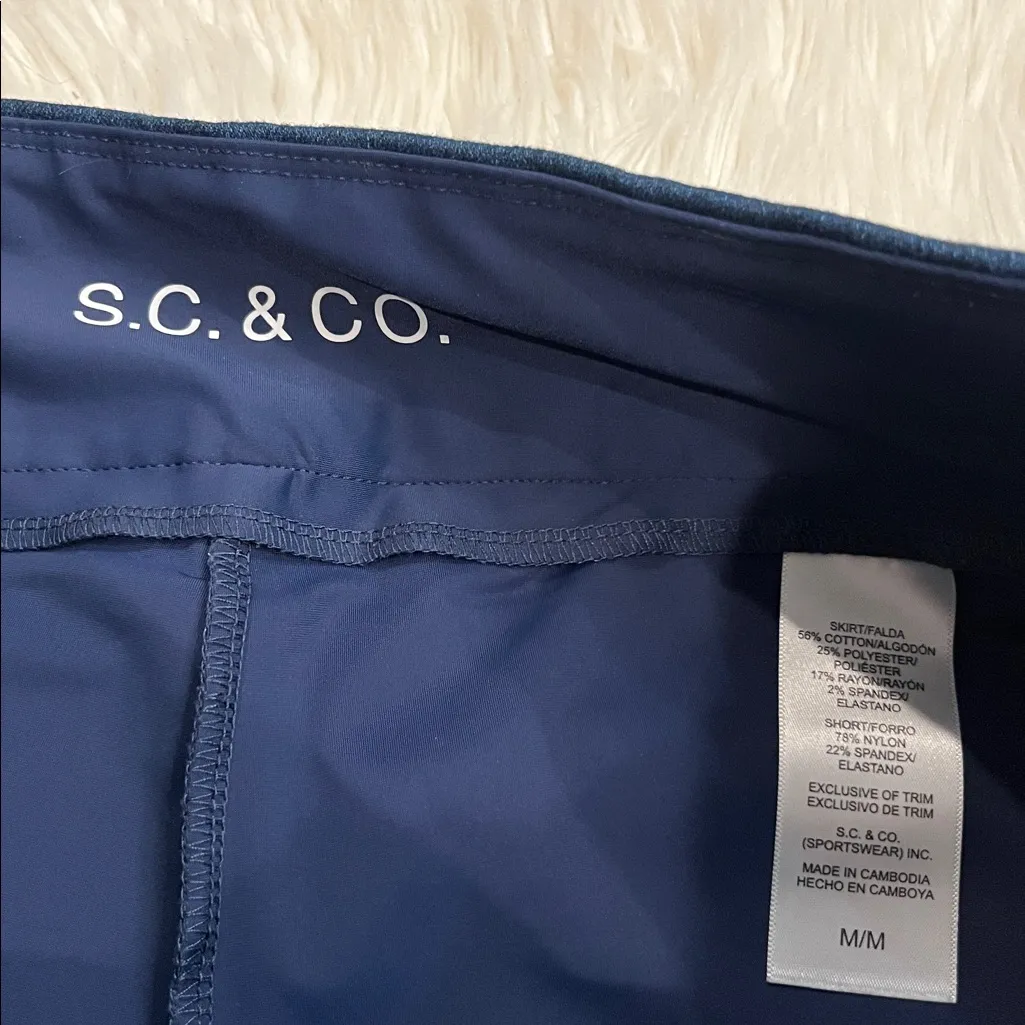 S.C. & CO.
SKIRT/FALDA
56% COTTON/ALGODÓN
25% POLYESTER/
POLIÉSTER
17% RAYON/RAYÓN
2% SPANDEX/
ELASTANO
SHORT/FORRO
78% NYLON
22% SPANDEX/
ELASTANO
EXCLUSIVE OF TRIM
EXCLUSIVO DE TRIM
S.C. & CO.
(SPORTSWEAR) INC.
MADE IN CAMBODIA
HECHO EN CAMBOYA
M/M